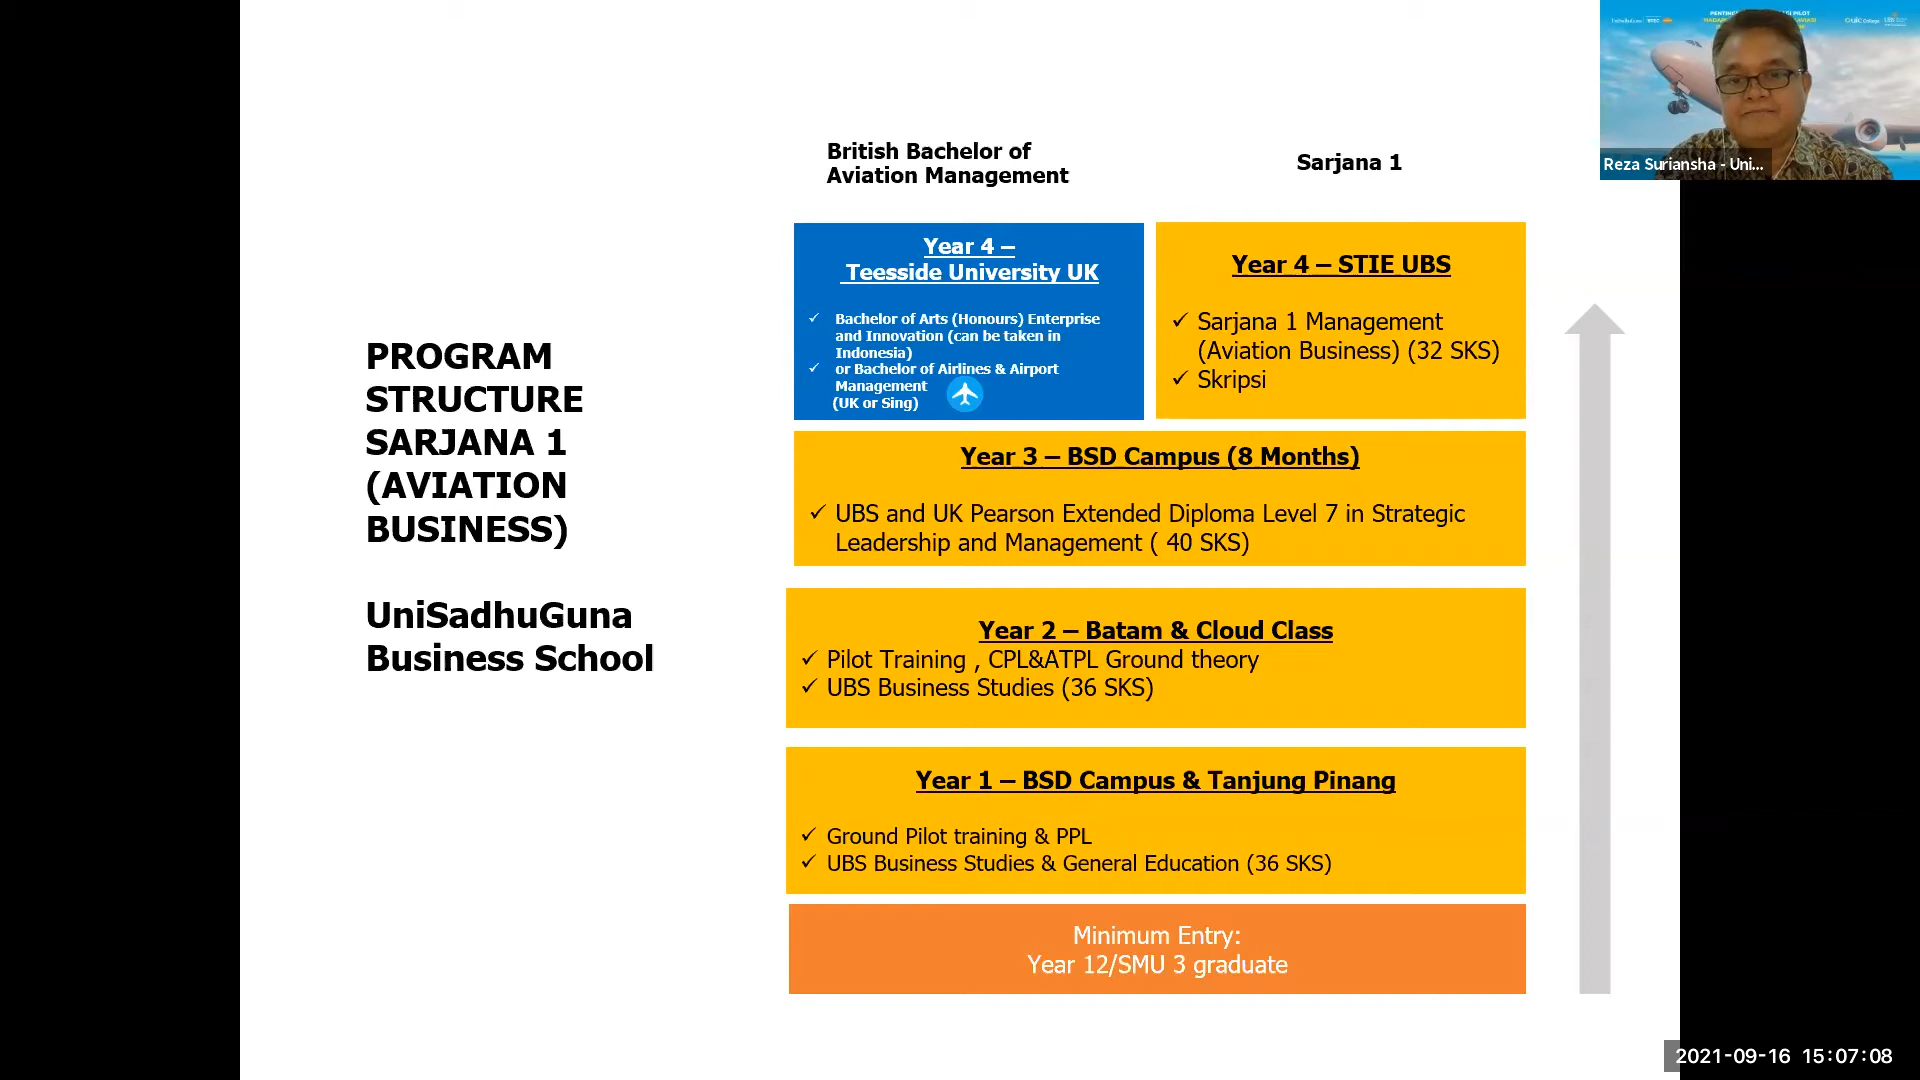 PROGRAM
STRUCTURE
SARJANA 1
(AVIATION
BUSINESS)
UniSadhuGuna
Business School
British Bachelor of
Aviation Management
Sarjana 1
Year 4 –
Teesside University UK
✓ Bachelor of Arts (Honours) Enterprise
and Innovation (can be taken in
Indonesia)
✓ or Bachelor of Airlines & Airport
Management
(UK or Sing)
Year 4 – STIE UBS
✓ Sarjana 1 Management
(Aviation Business) (32 SKS)
✓ Skripsi
Year 3 – BSD Campus (8 Months)
✓ UBS and UK Pearson Extended Diploma Level 7 in Strategic
Leadership and Management ( 40 SKS)
Year 2 – Batam & Cloud Class
✓ Pilot Training , CPL&ATPL Ground theory
✓ UBS Business Studies (36 SKS)
Year 1 – BSD Campus & Tanjung Pinang
✓ Ground Pilot training & PPL
✓ UBS Business Studies & General Education (36 SKS)
Minimum Entry:
Year 12/SMU 3 graduate
Reza Suriansha - Uni...
2021-09-16 15:07:08